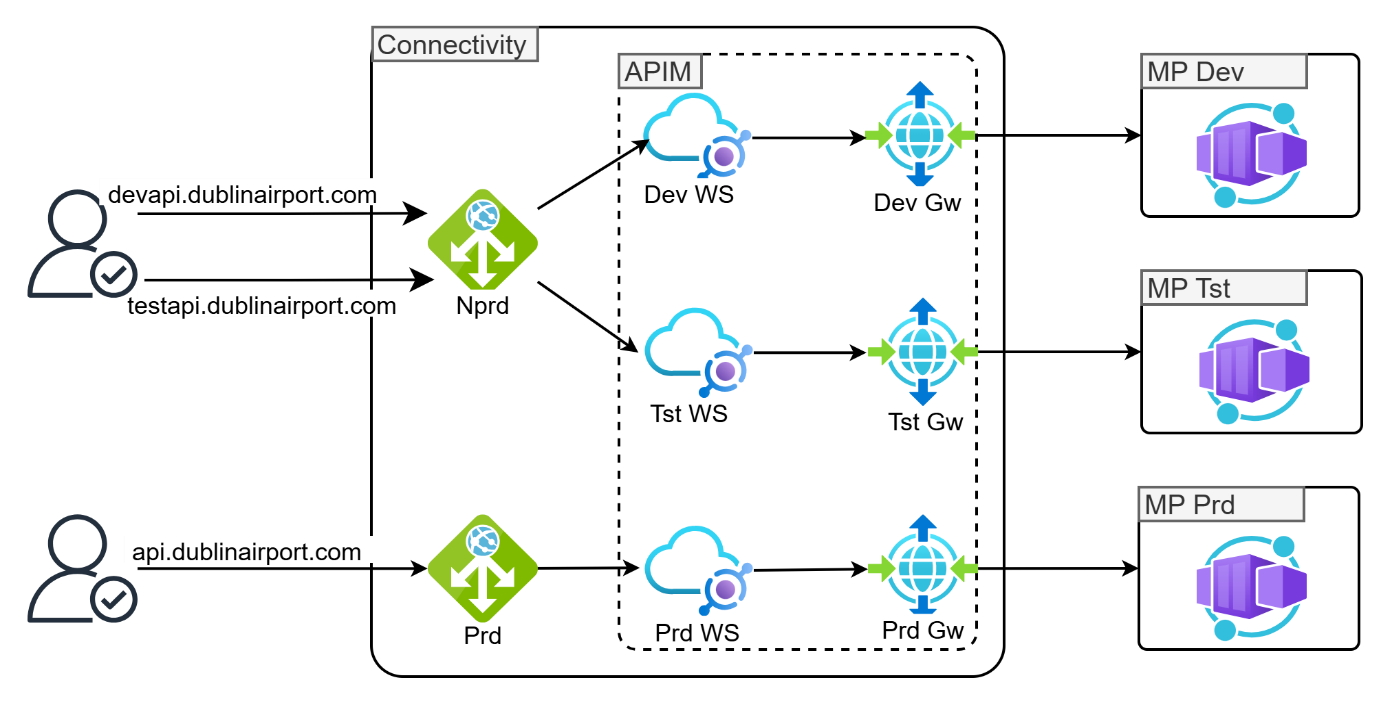 Connectivity
APIM
MP Dev
devapi.dublinairport.com
Dev WS
Dev Gw
testapi.dublinairport.com
Nprd
MP Tst
Tst WS
Tst Gw
MP Prd
api.dublinairport.com
Prd
Prd WS
Prd Gw